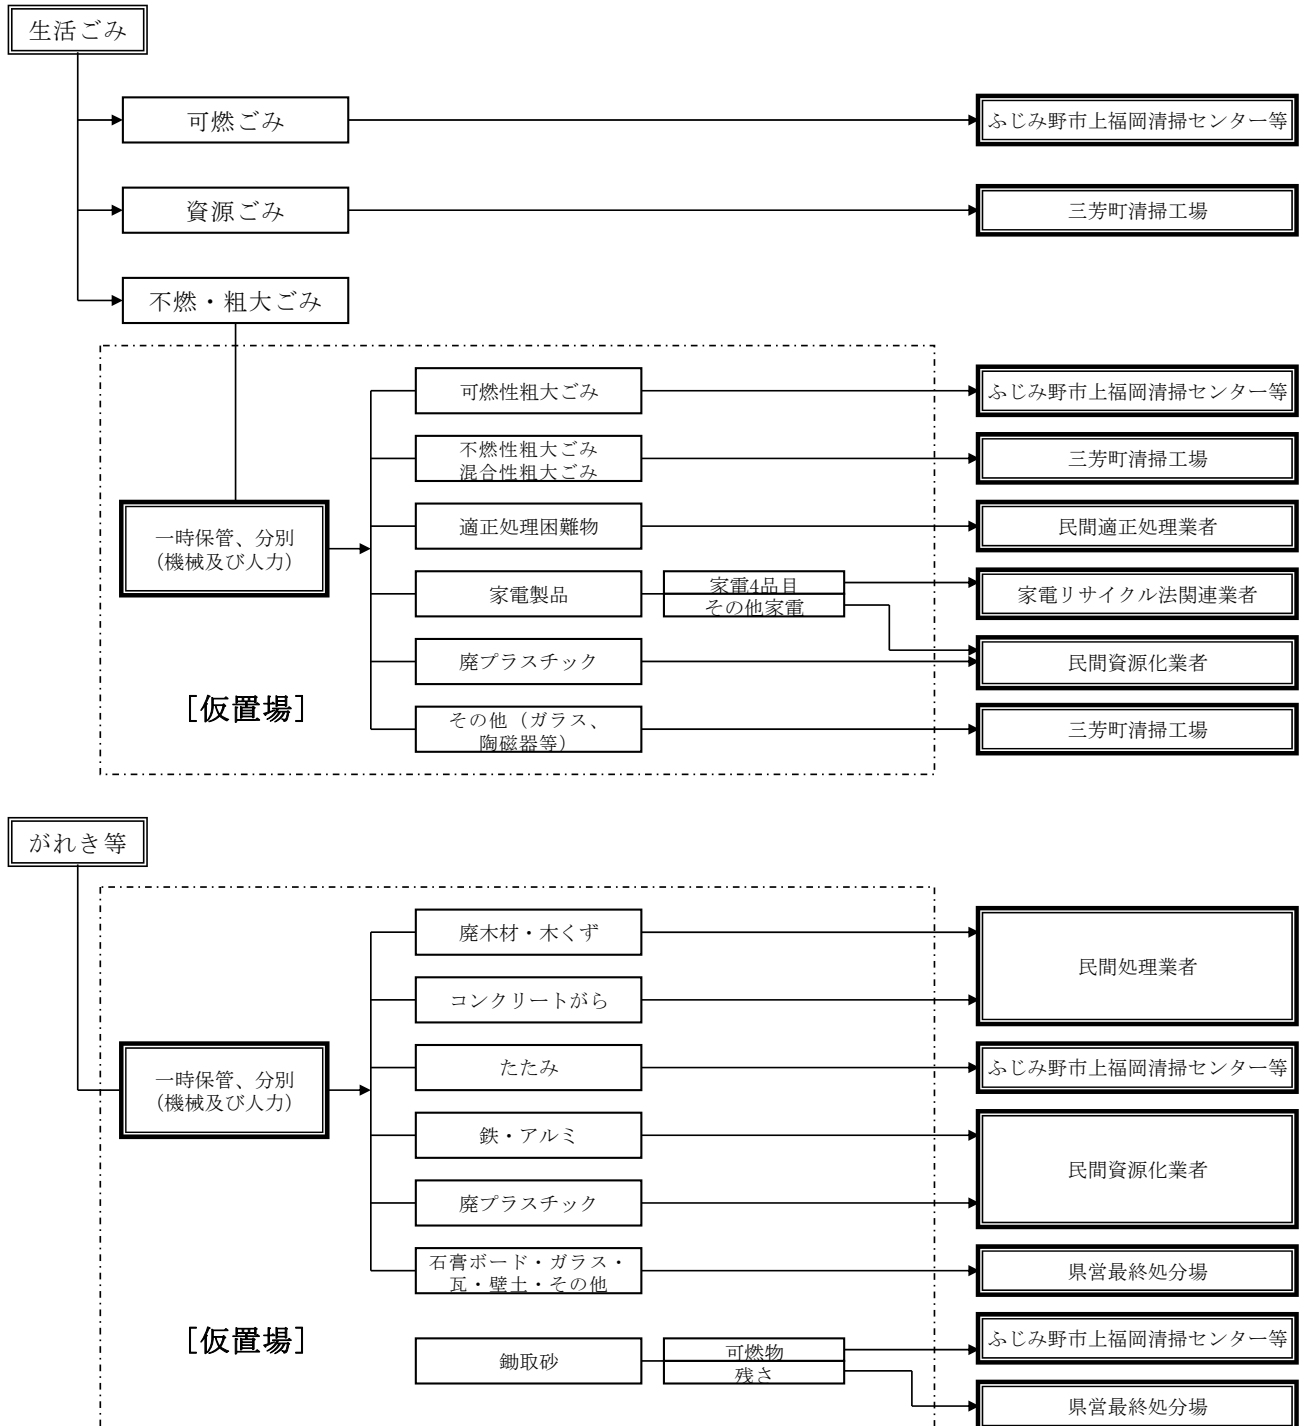 生活ごみ
可燃ごみ
ふじみ野市上福岡清掃センター等
資源ごみ
三芳町清掃工場
不燃・粗大ごみ
一時保管、分別
（機械及び人力）
可燃性粗大ごみ
ふじみ野市上福岡清掃センター等
不燃性粗大ごみ
混合性粗大ごみ
三芳町清掃工場
適正処理困難物
民間適正処理業者
家電製品
家電4品目
その他家電
家電リサイクル法関連業者
廃プラスチック
民間資源化業者
その他（ガラス、
陶磁器等）
三芳町清掃工場
［仮置場］
がれき等
一時保管、分別
（機械及び人力）
廃木材・木くず
コンクリートがら
民間処理業者
たたみ
ふじみ野市上福岡清掃センター等
鉄・アルミ
廃プラスチック
民間資源化業者
石膏ボード・ガラス・
瓦・壁土・その他
県営最終処分場
［仮置場］
鋤取砂
可燃物
残さ
ふじみ野市上福岡清掃センター等
県営最終処分場